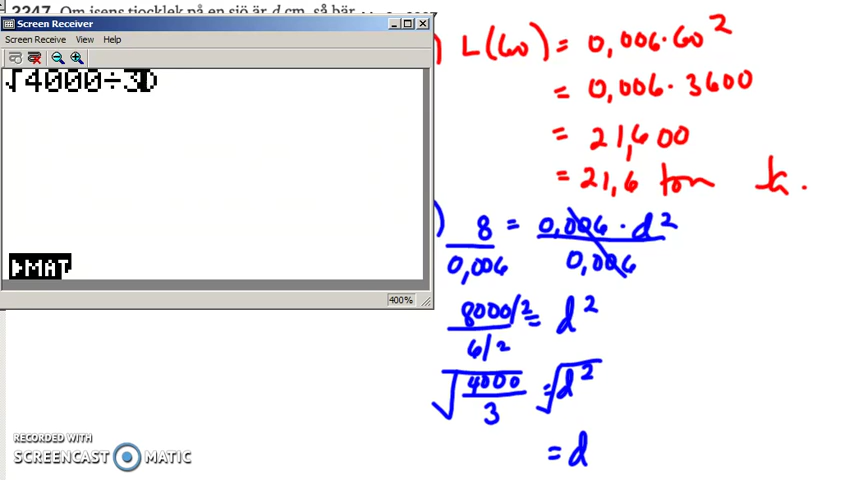 2247 Om isens tjocklek på en sjö är d cm, så bär
Screen Receiver
Screen Receiver View Help
√4000÷3
▶MAT
400%
) L(60) = 0,006·60²
= 0,006·3600
= 21,600
= 21,6 ton
) 8/0,006 = 0,006·d²/0,006
8000/2 / 6/2 = d²
√4000/3 = √d²
= d
RECORDED WITH
SCREENCAST MATIC